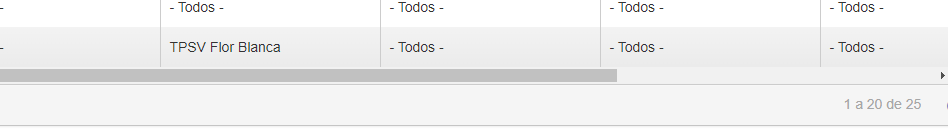 - - Todos - - Todos - - Todos - - Todos -
- TPSV Flor Blanca - Todos - - Todos - - Todos -
1 a 20 de 25